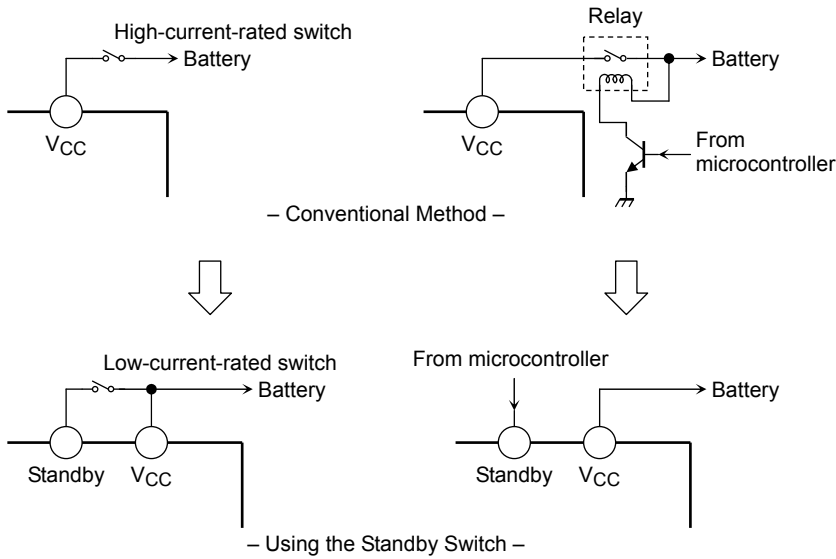 High-current-rated switch
Battery
VCC
Relay
Battery
VCC
From
microcontroller
– Conventional Method –
Low-current-rated switch
Battery
Standby
VCC
From microcontroller
Battery
Standby
VCC
– Using the Standby Switch –